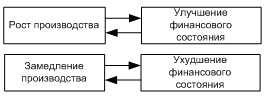 Рост производства
Улучшение
финансового
состояния
Замедление
производства
Ухудшение
финансового
состояния